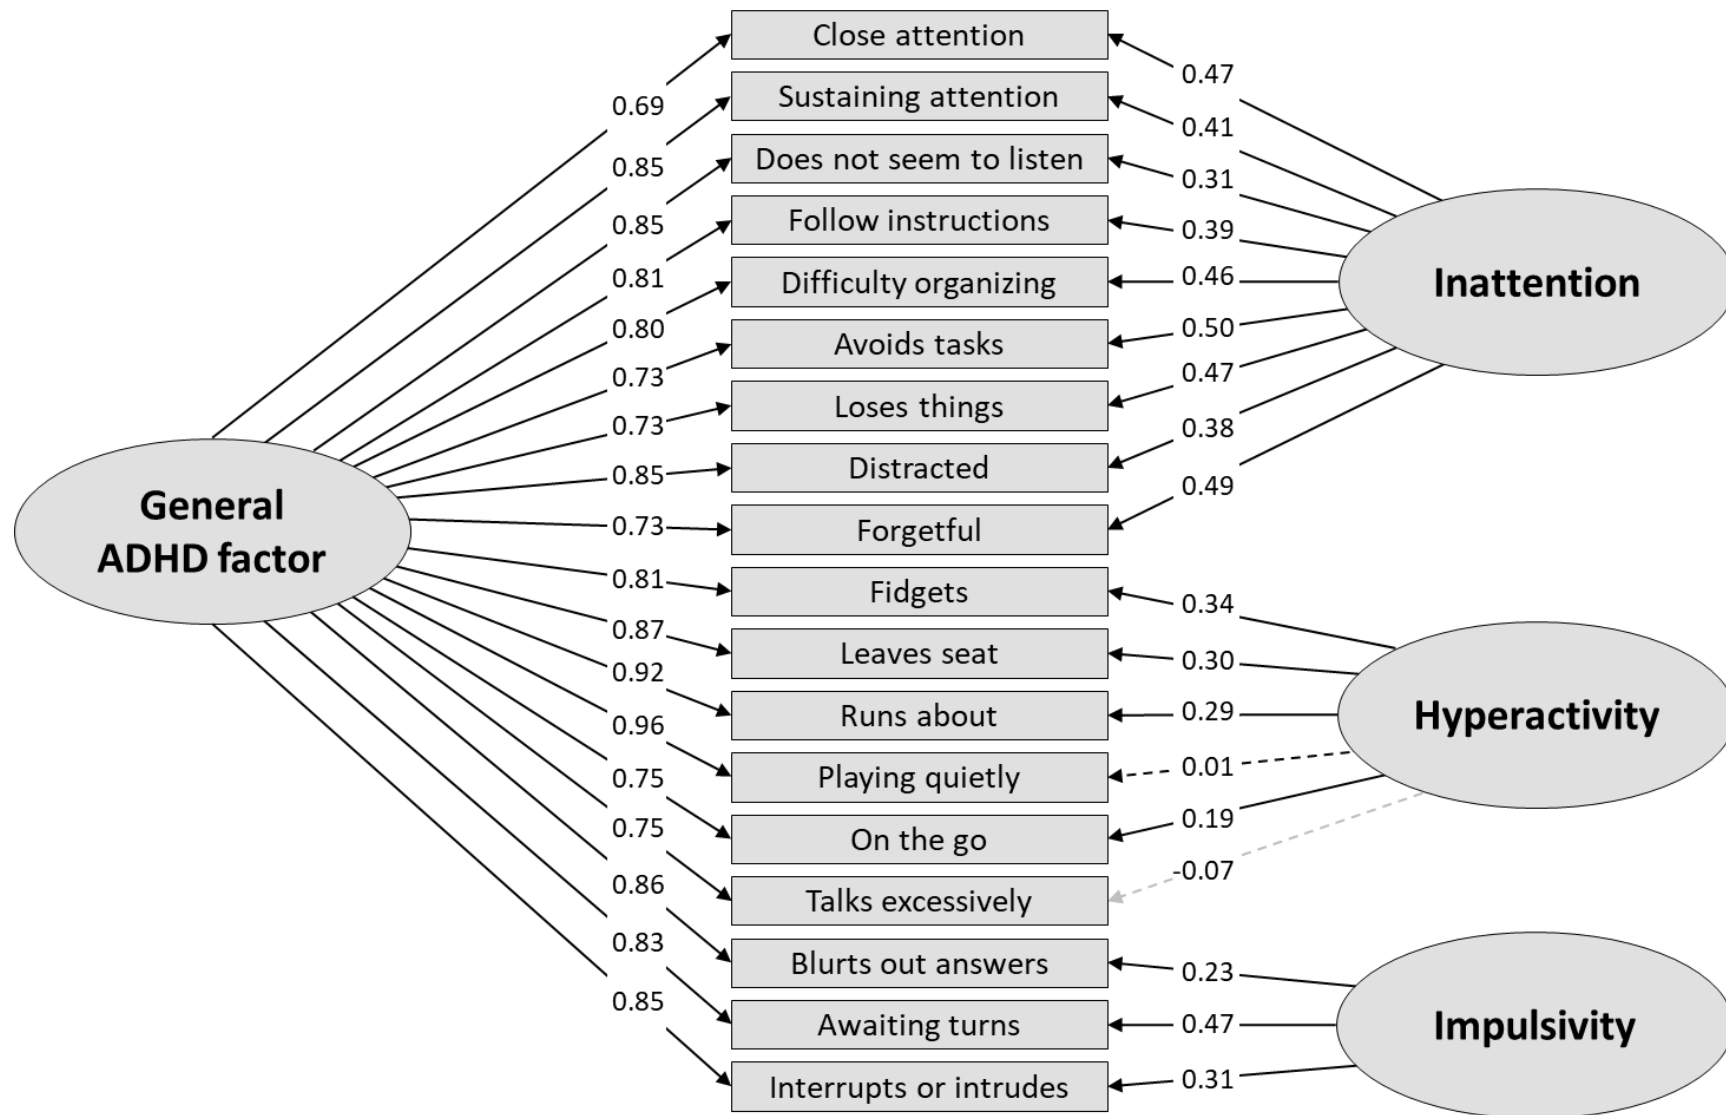 Close attention
Sustaining attention
Does not seem to listen
Follow instructions
Difficulty organizing
Avoids tasks
Loses things
Distracted
Forgetful
Fidgets
Leaves seat
Runs about
Playing quietly
On the go
Talks excessively
Blurts out answers
Awaiting turns
Interrupts or intrudes
General
ADHD factor
0.69
0.85
0.85
0.81
0.80
0.73
0.73
0.85
0.73
0.81
0.87
0.92
0.96
0.75
0.75
0.86
0.83
0.85
Inattention
0.47
0.41
0.31
0.39
0.46
0.50
0.47
0.38
0.49
Hyperactivity
0.34
0.30
0.29
0.01
0.19
-0.07
Impulsivity
0.23
0.47
0.31